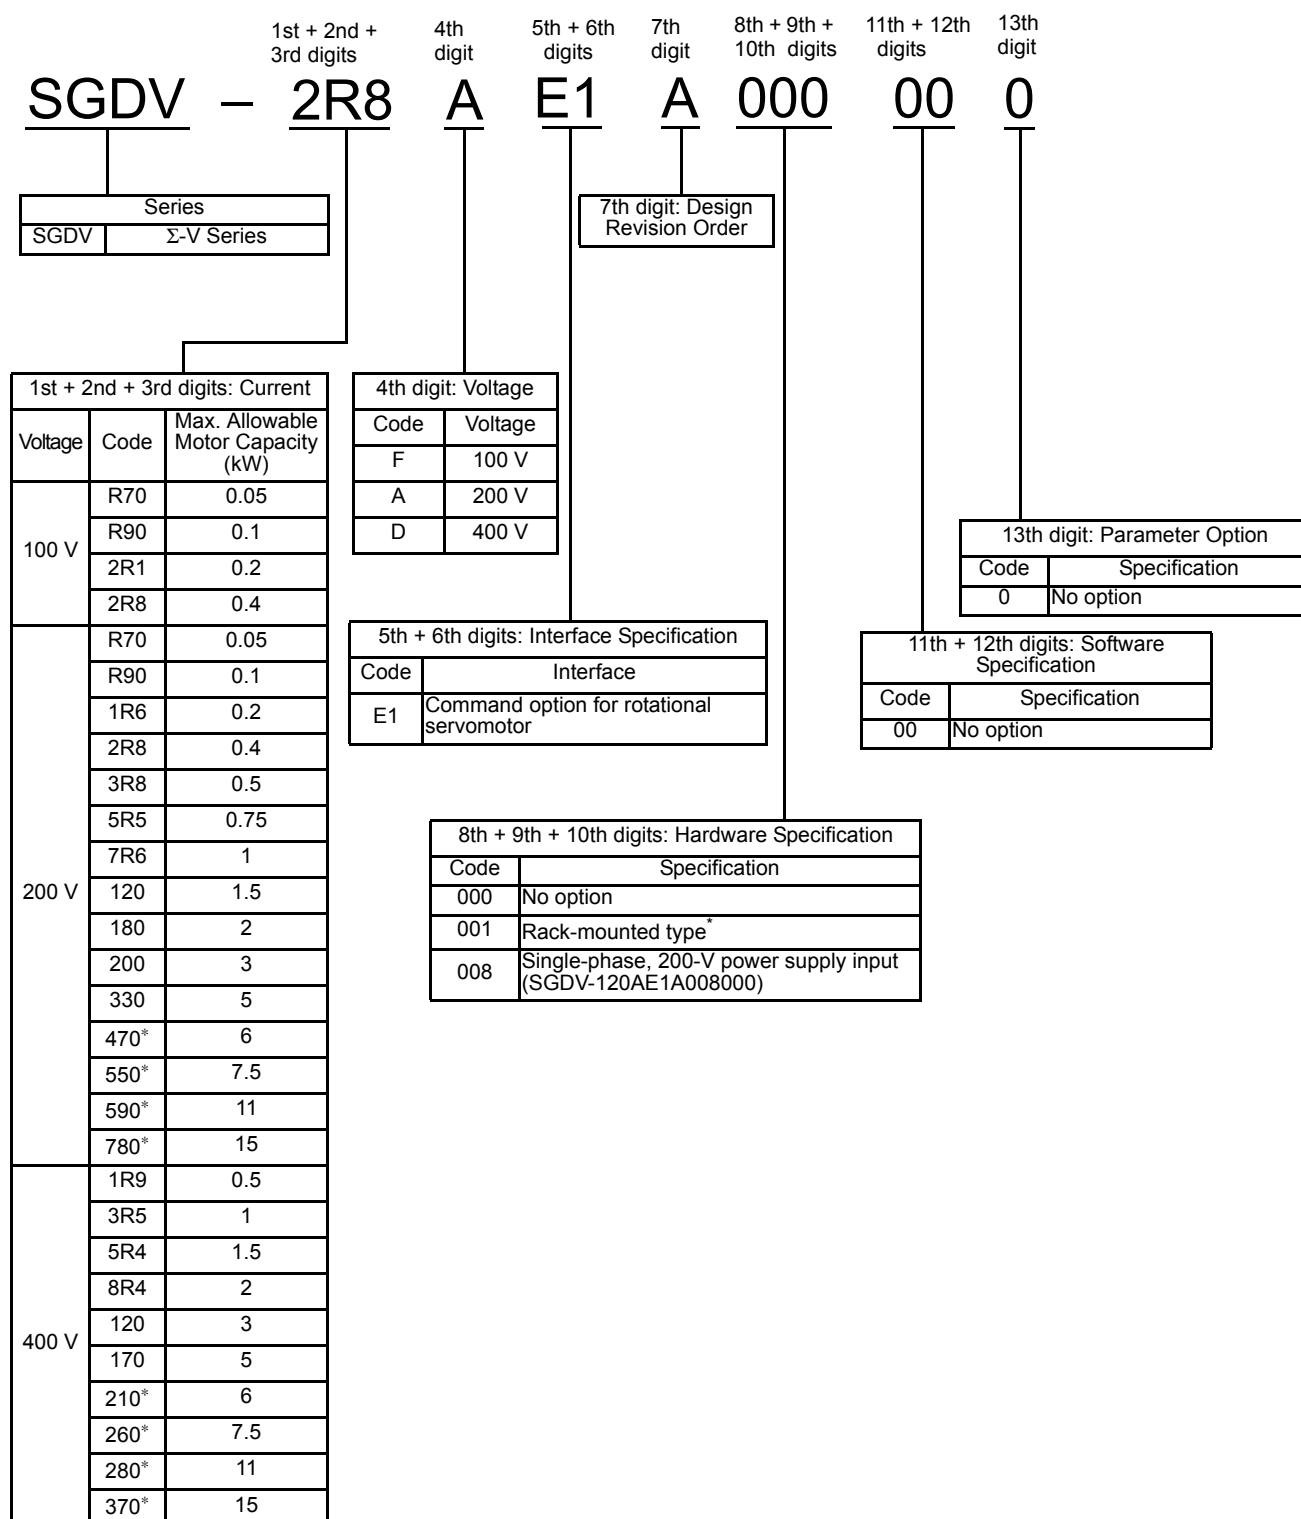 1st + 2nd +
3rd digits
4th
digit
5th + 6th
digits
7th
digit
8th + 9th +
10th digits
11th + 12th
digits
13th
digit
SGDV – 2R8 A E1 A 000 00 0
Series
SGDV Σ-V Series
7th digit: Design
Revision Order
1st + 2nd + 3rd digits: Current
Voltage Code Max. Allowable
Motor Capacity
(kW)
100 V
R70 0.05
R90 0.1
2R1 0.2
2R8 0.4
200 V
R70 0.05
R90 0.1
1R6 0.2
2R8 0.4
3R8 0.5
5R5 0.75
7R6 1
120 1.5
180 2
200 3
330 5
470* 6
550* 7.5
590* 11
780* 15
400 V
1R9 0.5
3R5 1
5R4 1.5
8R4 2
120 3
170 5
210* 6
260* 7.5
280* 11
370* 15
4th digit: Voltage
Code Voltage
F 100 V
A 200 V
D 400 V
5th + 6th digits: Interface Specification
Code Interface
E1 Command option for rotational
servomotor
8th + 9th + 10th digits: Hardware Specification
Code Specification
000 No option
001 Rack-mounted type*
008 Single-phase, 200-V power supply input
(SGDV-120AE1A008000)
11th + 12th digits: Software
Specification
Code Specification
00 No option
13th digit: Parameter Option
Code Specification
0 No option